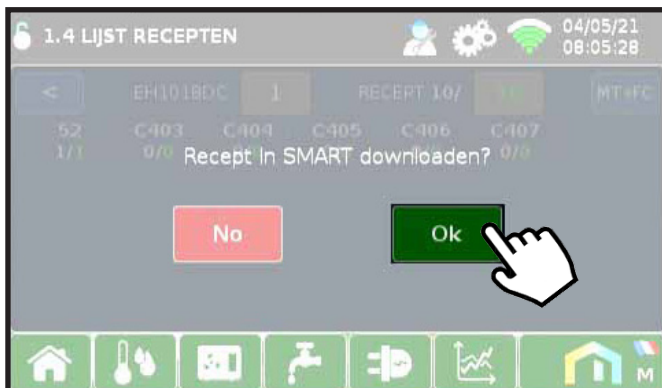 1.4 LIJST RECEPTEN
04/05/21
08:05:28
<
EH101BDC 1 RECEPT 10/ MT+FC
52 C403 C404 C405 C406 C407
1/1 0/0 0/0
Recept in SMART downloaden?
No Ok
M